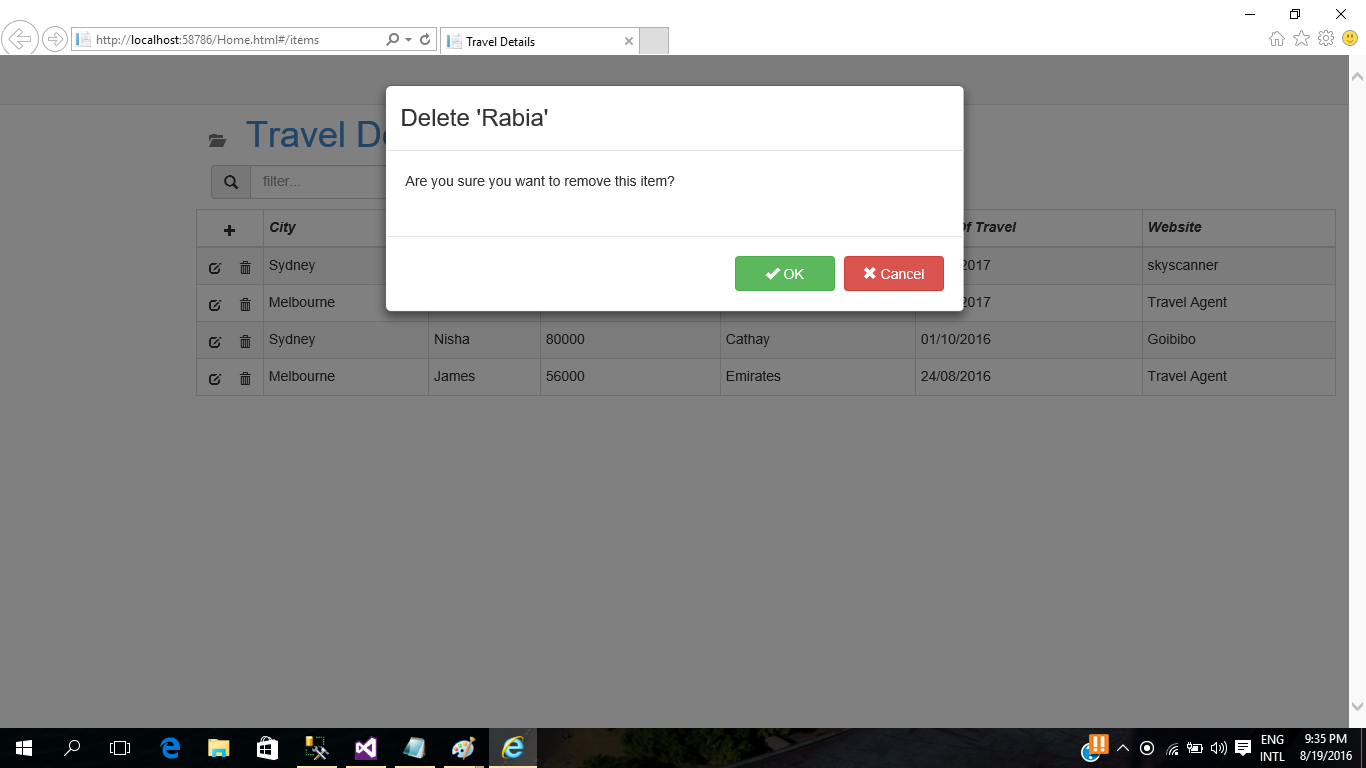 http://localhost:58786/Home.html#/items
Travel Details
Delete 'Rabia'
Travel
filter...
Are you sure you want to remove this item?
City Of Travel Website
OK Cancel
Sydney 2017 skyscanner
Melbourne 2017 Travel Agent
Sydney Nisha 80000 Cathay 01/10/2016 Goibibo
Melbourne James 56000 Emirates 24/08/2016 Travel Agent
ENG 9:35 PM
INTL 8/19/2016